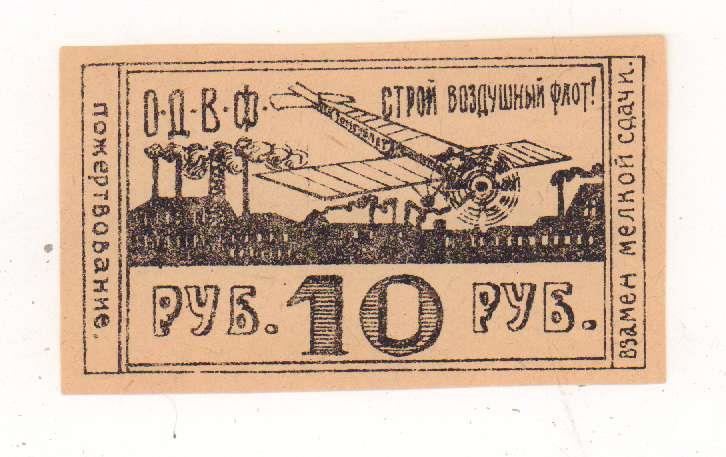 О·Д·В·Ф·
СТРОЙ ВОЗДУШНЫЙ ФЛОТ!
РУБ. 10 РУБ.
пожертвование.
взамен мелкой сдачи.